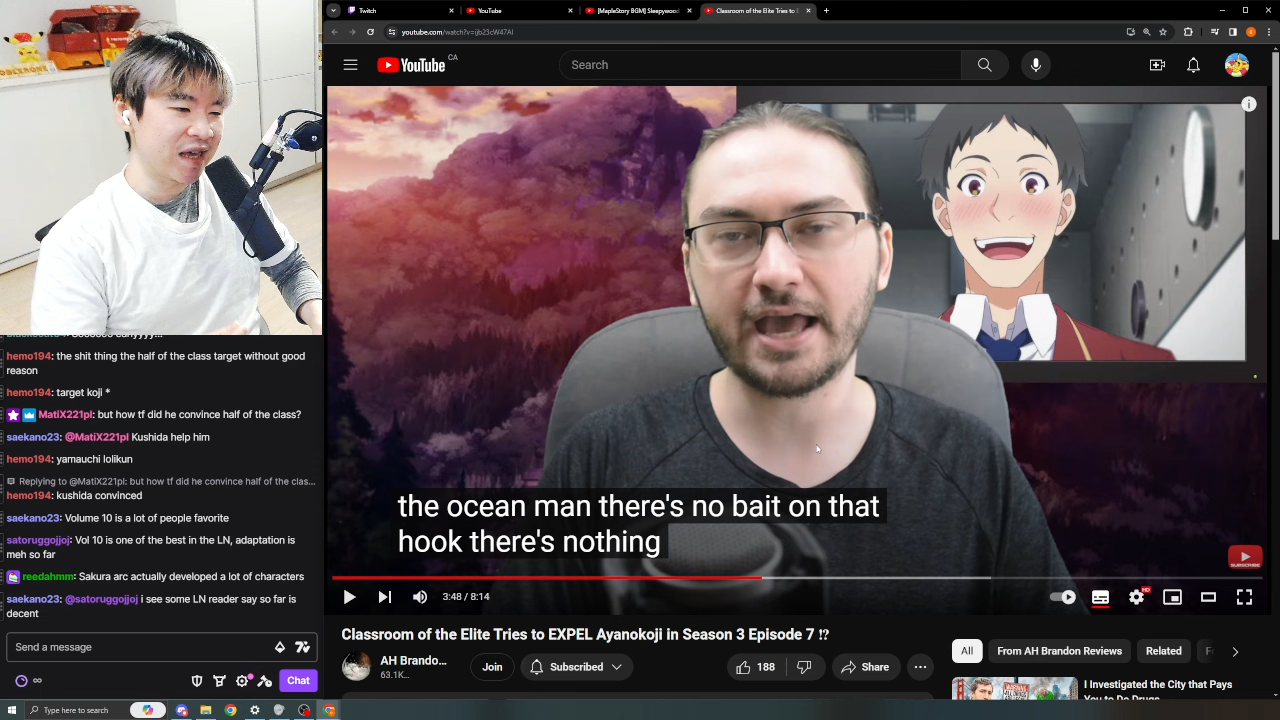 Twitch
YouTube
[MapleStory BGM] Sleepywood
Classroom of the Elite Tries to E
youtube.com/watch?v=ijb23cW47AI
YouTube CA
Search
the ocean man there's no bait on that
hook there's nothing
SUBSCRIBE
3:48 / 8:14
HD
Classroom of the Elite Tries to EXPEL Ayanokoji in Season 3 Episode 7 !?
AH Brando...
63.1K...
Join
Subscribed
188
Share
All
From AH Brandon Reviews
Related
I Investigated the City that Pays
You to Do Drugs
hemo194: the shit thing the half of the class target without good
reason
hemo194: target koji *
MatiX221pl: but how tf did he convince half of the class?
saekano23: @MatiX221pl Kushida help him
hemo194: yamauchi lolikun
Replying to @MatiX221pl: but how tf did he convince half of the clas...
hemo194: kushida convinced
saekano23: Volume 10 is a lot of people favorite
satoruggojjoj: Vol 10 is one of the best in the LN, adaptation is
meh so far
reedahmm: Sakura arc actually developed a lot of characters
saekano23: @satoruggojjoj i see some LN reader say so far is
decent
Send a message
Chat
Type here to search